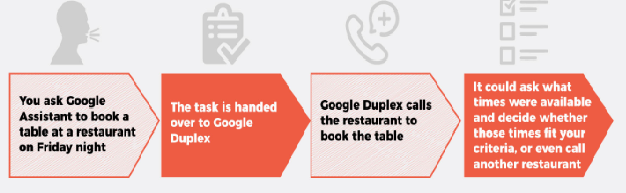 You ask Google
Assistant to book a
table at a restaurant
on Friday night
The task is handed
over to Google
Duplex
Google Duplex calls
the restaurant to
book the table
It could ask what
times were available
and decide whether
those times fit your
criteria, or even call
another restaurant